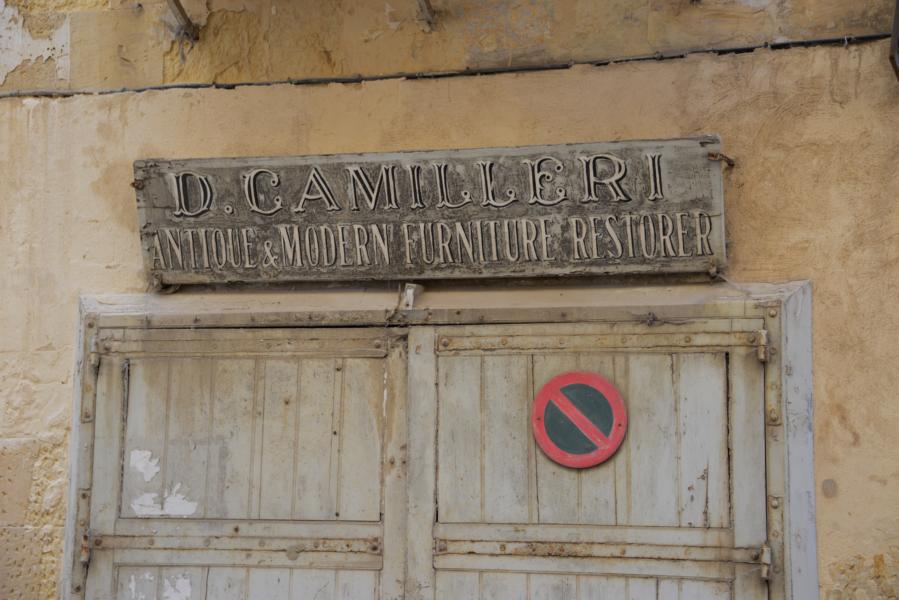 D. CAMILLERI
ANTIQUE & MODERN FURNITURE RESTORER